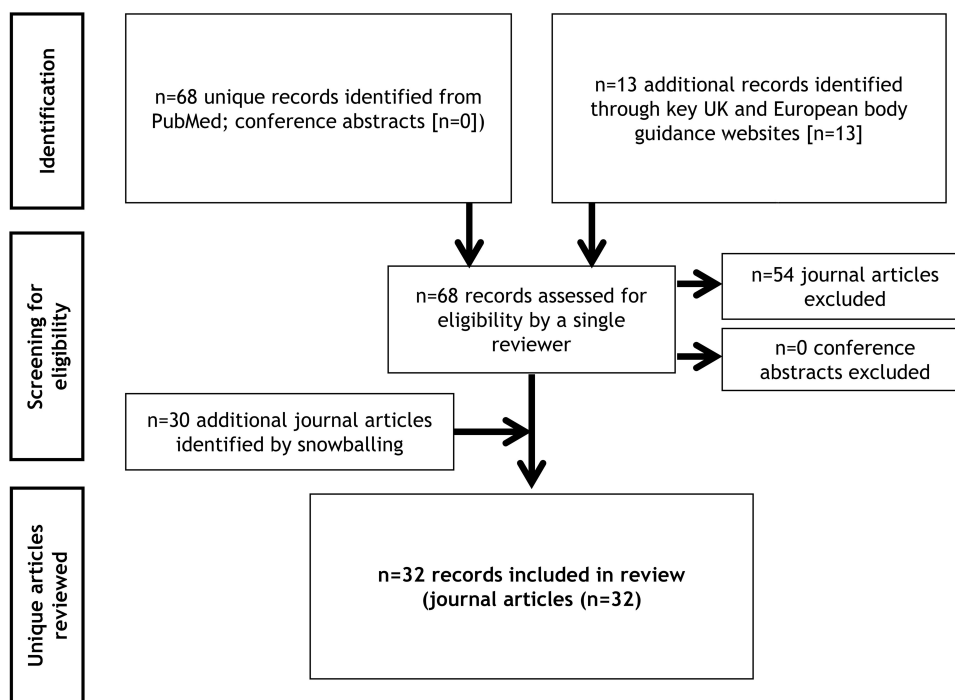 Identification
n=68 unique records identified from
PubMed; conference abstracts [n=0])
n=13 additional records identified
through key UK and European body
guidance websites [n=13]
Screening for
eligibility
n=68 records assessed for
eligibility by a single
reviewer
n=54 journal articles
excluded
n=0 conference
abstracts excluded
n=30 additional journal articles
identified by snowballing
Unique articles
reviewed
n=32 records included in review
(journal articles (n=32)